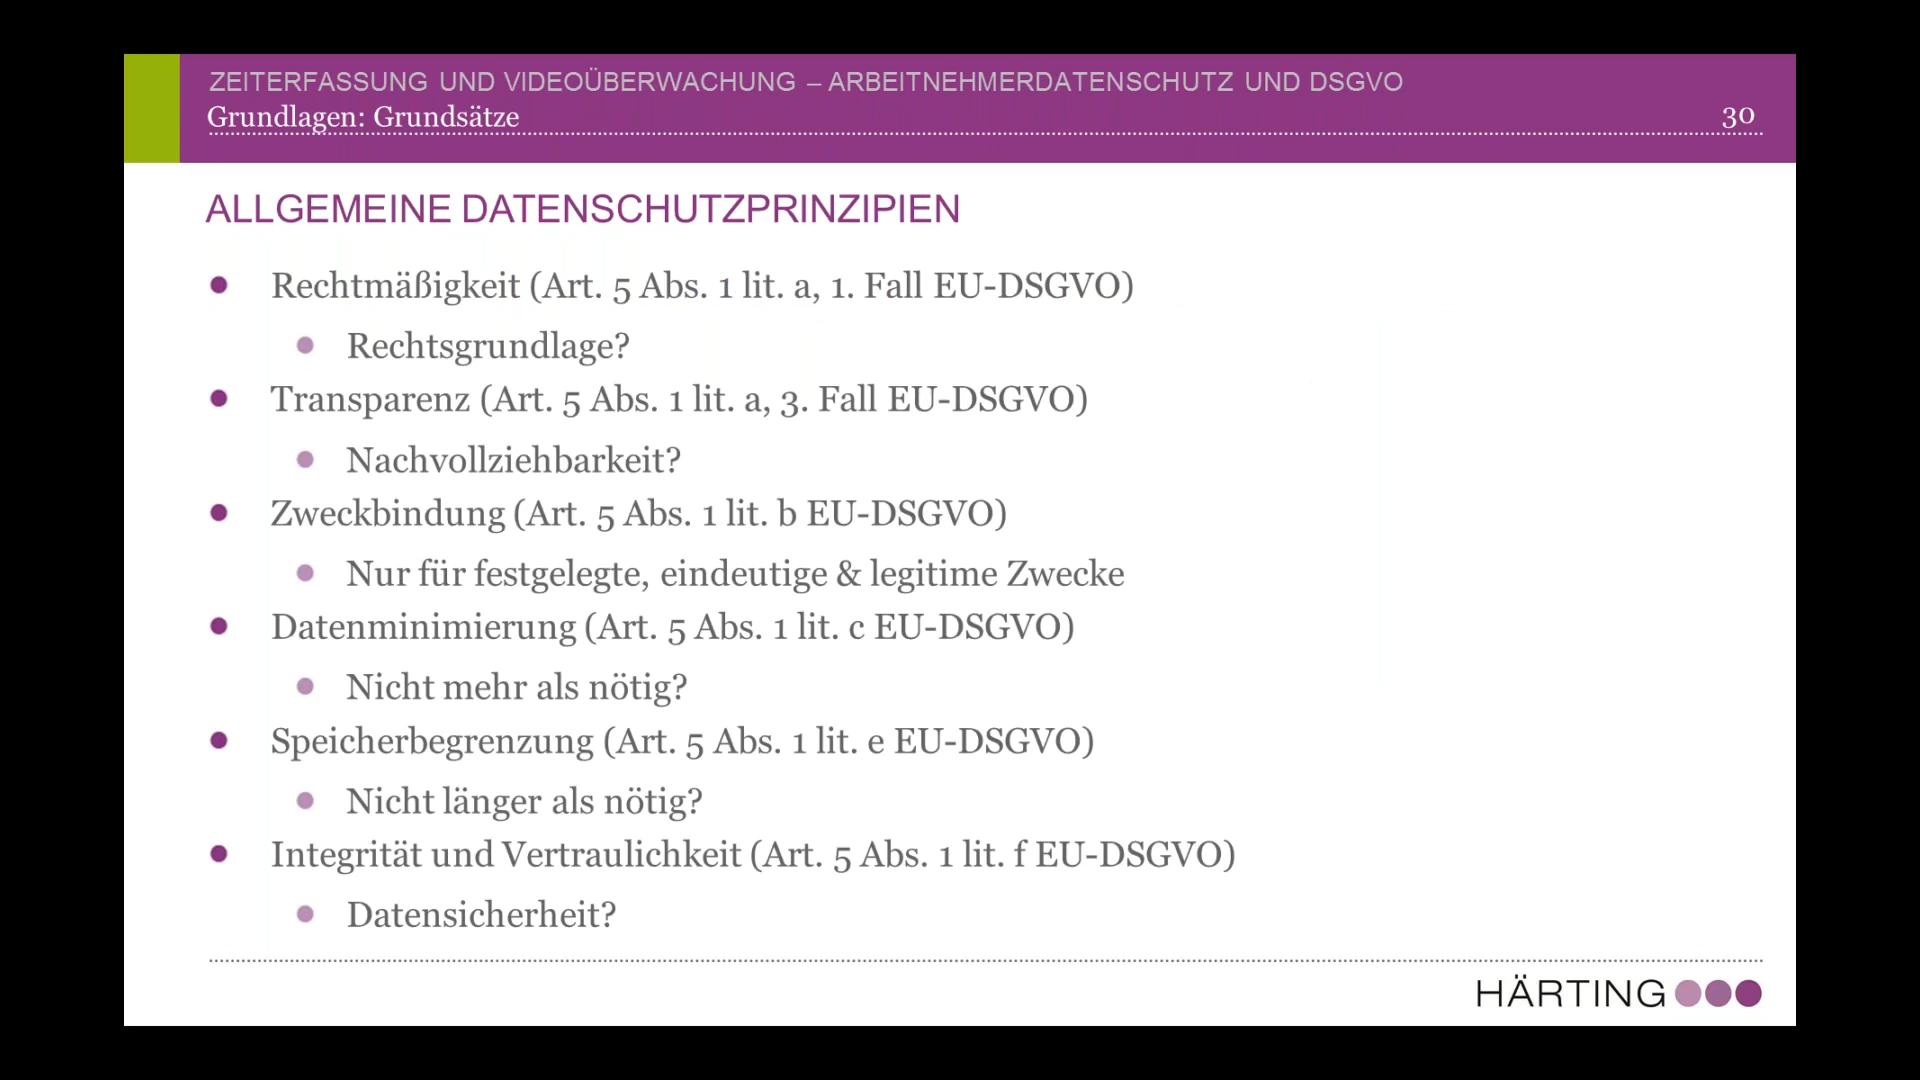 ZEITERFASSUNG UND VIDEOÜBERWACHUNG – ARBEITNEHMERDATENSCHUTZ UND DSGVO
Grundlagen: Grundsätze 30
ALLGEMEINE DATENSCHUTZPRINZIPIEN
• Rechtmäßigkeit (Art. 5 Abs. 1 lit. a, 1. Fall EU-DSGVO)
• Rechtsgrundlage?
• Transparenz (Art. 5 Abs. 1 lit. a, 3. Fall EU-DSGVO)
• Nachvollziehbarkeit?
• Zweckbindung (Art. 5 Abs. 1 lit. b EU-DSGVO)
• Nur für festgelegte, eindeutige & legitime Zwecke
• Datenminimierung (Art. 5 Abs. 1 lit. c EU-DSGVO)
• Nicht mehr als nötig?
• Speicherbegrenzung (Art. 5 Abs. 1 lit. e EU-DSGVO)
• Nicht länger als nötig?
• Integrität und Vertraulichkeit (Art. 5 Abs. 1 lit. f EU-DSGVO)
• Datensicherheit?
HÄRTING